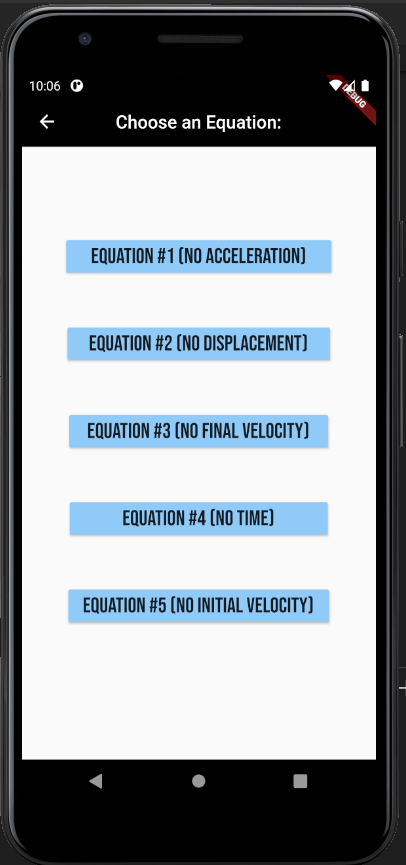 10:06
DEBUG
Choose an Equation:
EQUATION #1 (NO ACCELERATION)
EQUATION #2 (NO DISPLACEMENT)
EQUATION #3 (NO FINAL VELOCITY)
EQUATION #4 (NO TIME)
EQUATION #5 (NO INITIAL VELOCITY)